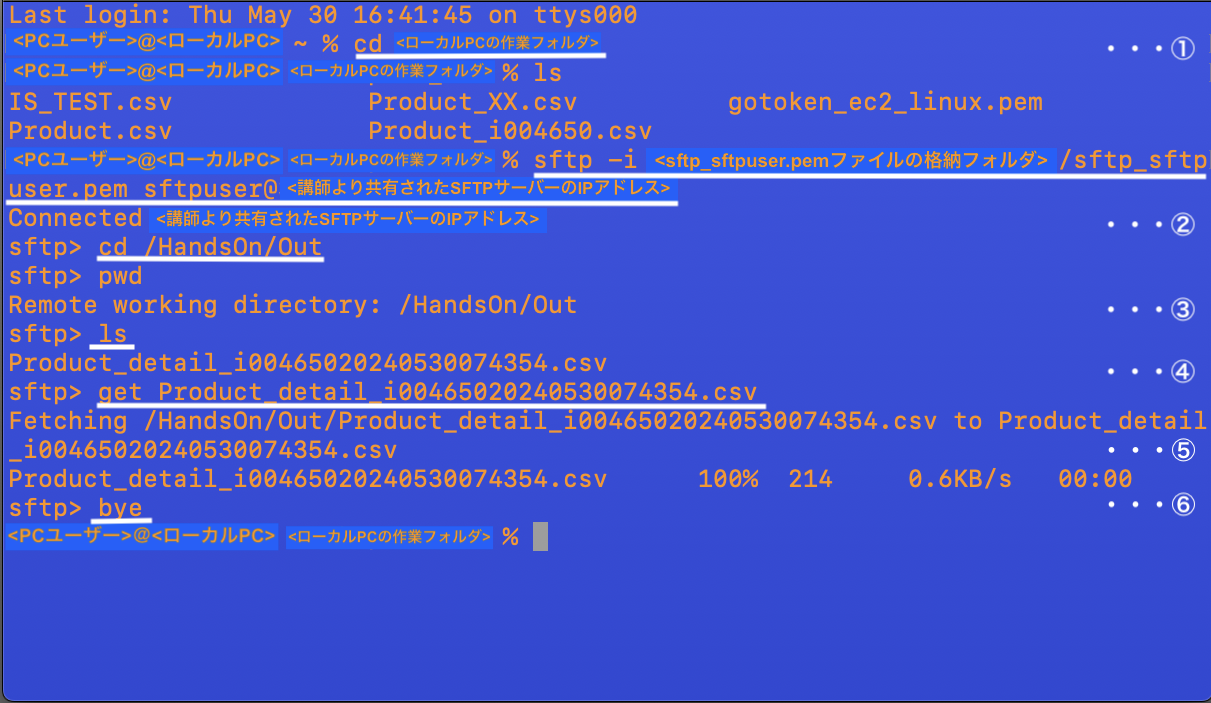 Last login: Thu May 30 16:41:45 on ttys000
<PCユーザー>@<ローカルPC> ~ % cd <ローカルPCの作業フォルダ> ・・・①
<PCユーザー>@<ローカルPC> <ローカルPCの作業フォルダ> % ls
IS_TEST.csv Product_XX.csv gotoken_ec2_linux.pem
Product.csv Product_i004650.csv
<PCユーザー>@<ローカルPC> <ローカルPCの作業フォルダ> % sftp -i <sftp_sftpuser.pemファイルの格納フォルダ> /sftp_sftp
user.pem sftpuser@ <講師より共有されたSFTPサーバーのIPアドレス>
Connected <講師より共有されたSFTPサーバーのIPアドレス> ・・・②
sftp> cd /HandsOn/Out
sftp> pwd
Remote working directory: /HandsOn/Out ・・・③
sftp> ls
Product_detail_i00465020240530074354.csv ・・・④
sftp> get Product_detail_i00465020240530074354.csv
Fetching /HandsOn/Out/Product_detail_i00465020240530074354.csv to Product_detail
_i00465020240530074354.csv ・・・⑤
Product_detail_i00465020240530074354.csv 100% 214 0.6KB/s 00:00
sftp> bye ・・・⑥
<PCユーザー>@<ローカルPC> <ローカルPCの作業フォルダ> %